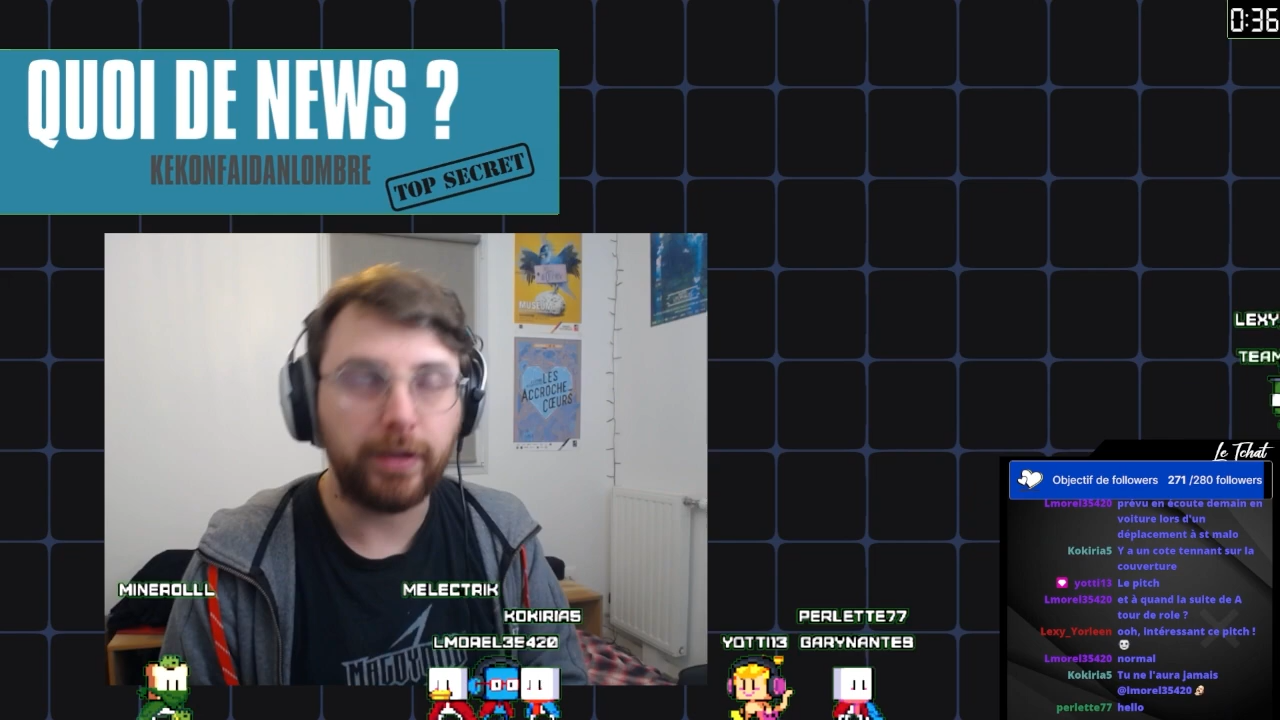 0:36
QUOI DE NEWS ?
KEKONFAIDANLOMBRE
TOP SECRET
LES
ACCROCHE_
CŒURS
LEXY
TEAM
MINEROLLL
MELECTRIK
KOKIRIA5
LMOREL35420
PERLETTE77
YOTTI13
GARYNANTES
Le Tchat
Objectif de followers 271 /280 followers
Lmorel35420 prévu en écoute demain en
voiture lors d'un
déplacement à st malo
Kokiria5 Y a un cote tennant sur la
couverture
yotti13 Le pitch
Lmorel35420 et à quand la suite de A
tour de role ?
Lexy_Yorleen ooh, intéressant ce pitch !
Lmorel35420 normal
Kokiria5 Tu ne l'aura jamais
@lmorel35420
perlette77 hello